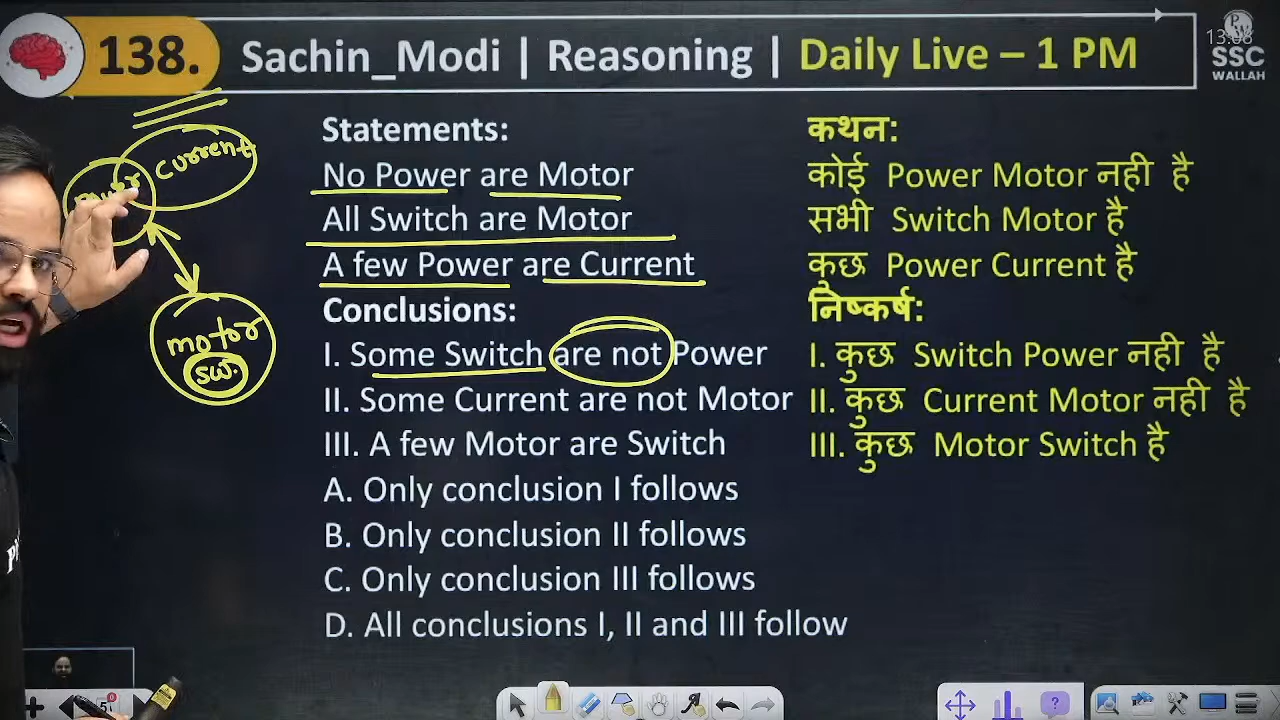 138.
Sachin_Modi | Reasoning | Daily Live – 1 PM
SSC
WALLAH
Statements:
No Power are Motor
All Switch are Motor
A few Power are Current
Conclusions:
I. Some Switch are not Power
II. Some Current are not Motor
III. A few Motor are Switch
A. Only conclusion I follows
B. Only conclusion II follows
C. Only conclusion III follows
D. All conclusions I, II and III follow
कथन:
कोई Power Motor नही है
सभी Switch Motor है
कुछ Power Current है
निष्कर्ष:
I. कुछ Switch Power नही है
II. कुछ Current Motor नही है
III. कुछ Motor Switch है
Current
motor
sw.